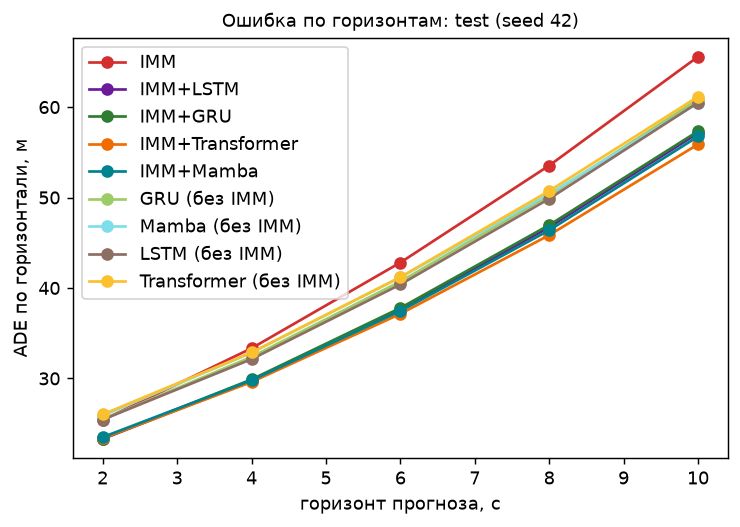 Ошибка по горизонтам: test (seed 42)
IMM
IMM+LSTM
IMM+GRU
IMM+Transformer
IMM+Mamba
GRU (без IMM)
Mamba (без IMM)
LSTM (без IMM)
Transformer (без IMM)
ADE по горизонтали, м
60
50
40
30
2 3 4 5 6 7 8 9 10
горизонт прогноза, с